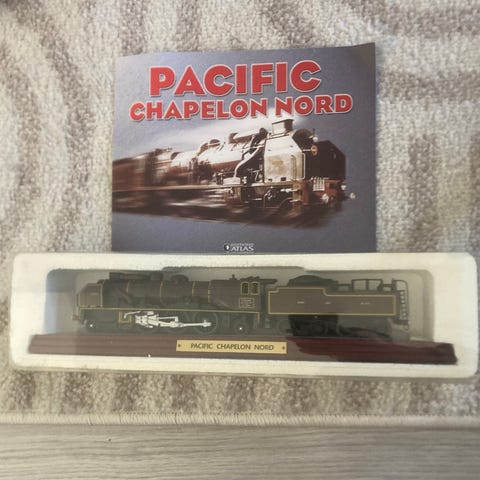 PACIFIC
CHAPELON NORD
ATLAS
PACIFIC CHAPELON NORD